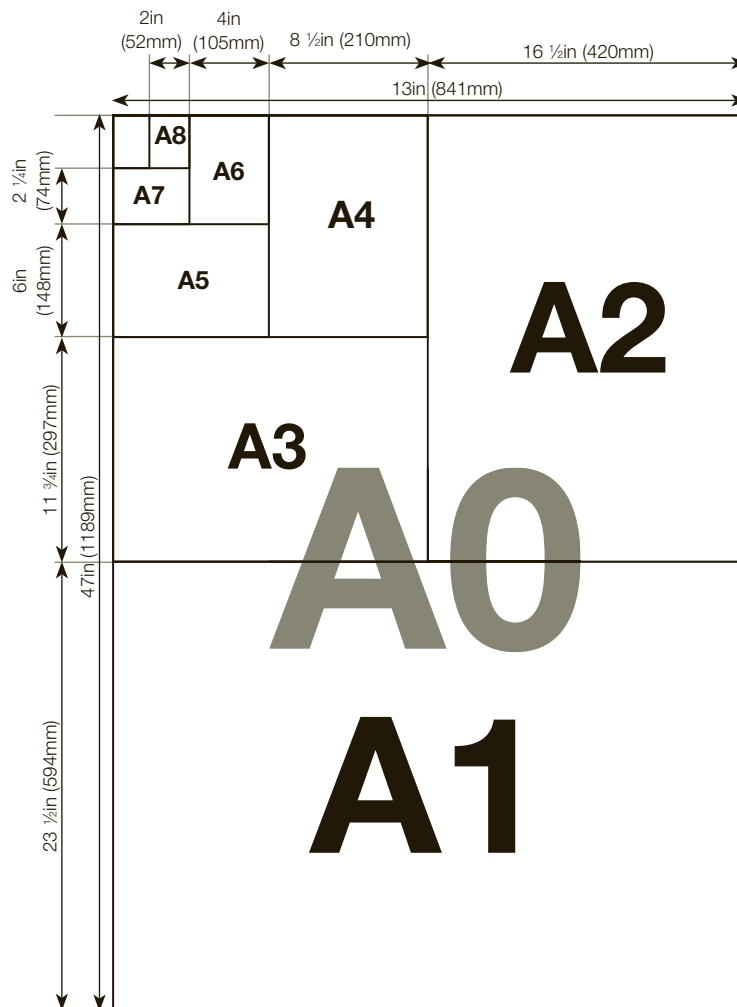 2in
(52mm)
4in
(105mm)
8 ½in (210mm)
16 ½in (420mm)
13in (841mm)
A8
A6
A7
A4
2 ¼in
(74mm)
A5
6in
(148mm)
A2
A3
11 ¾in (297mm)
47in (1189mm)
A0
A1
23 ½in (594mm)